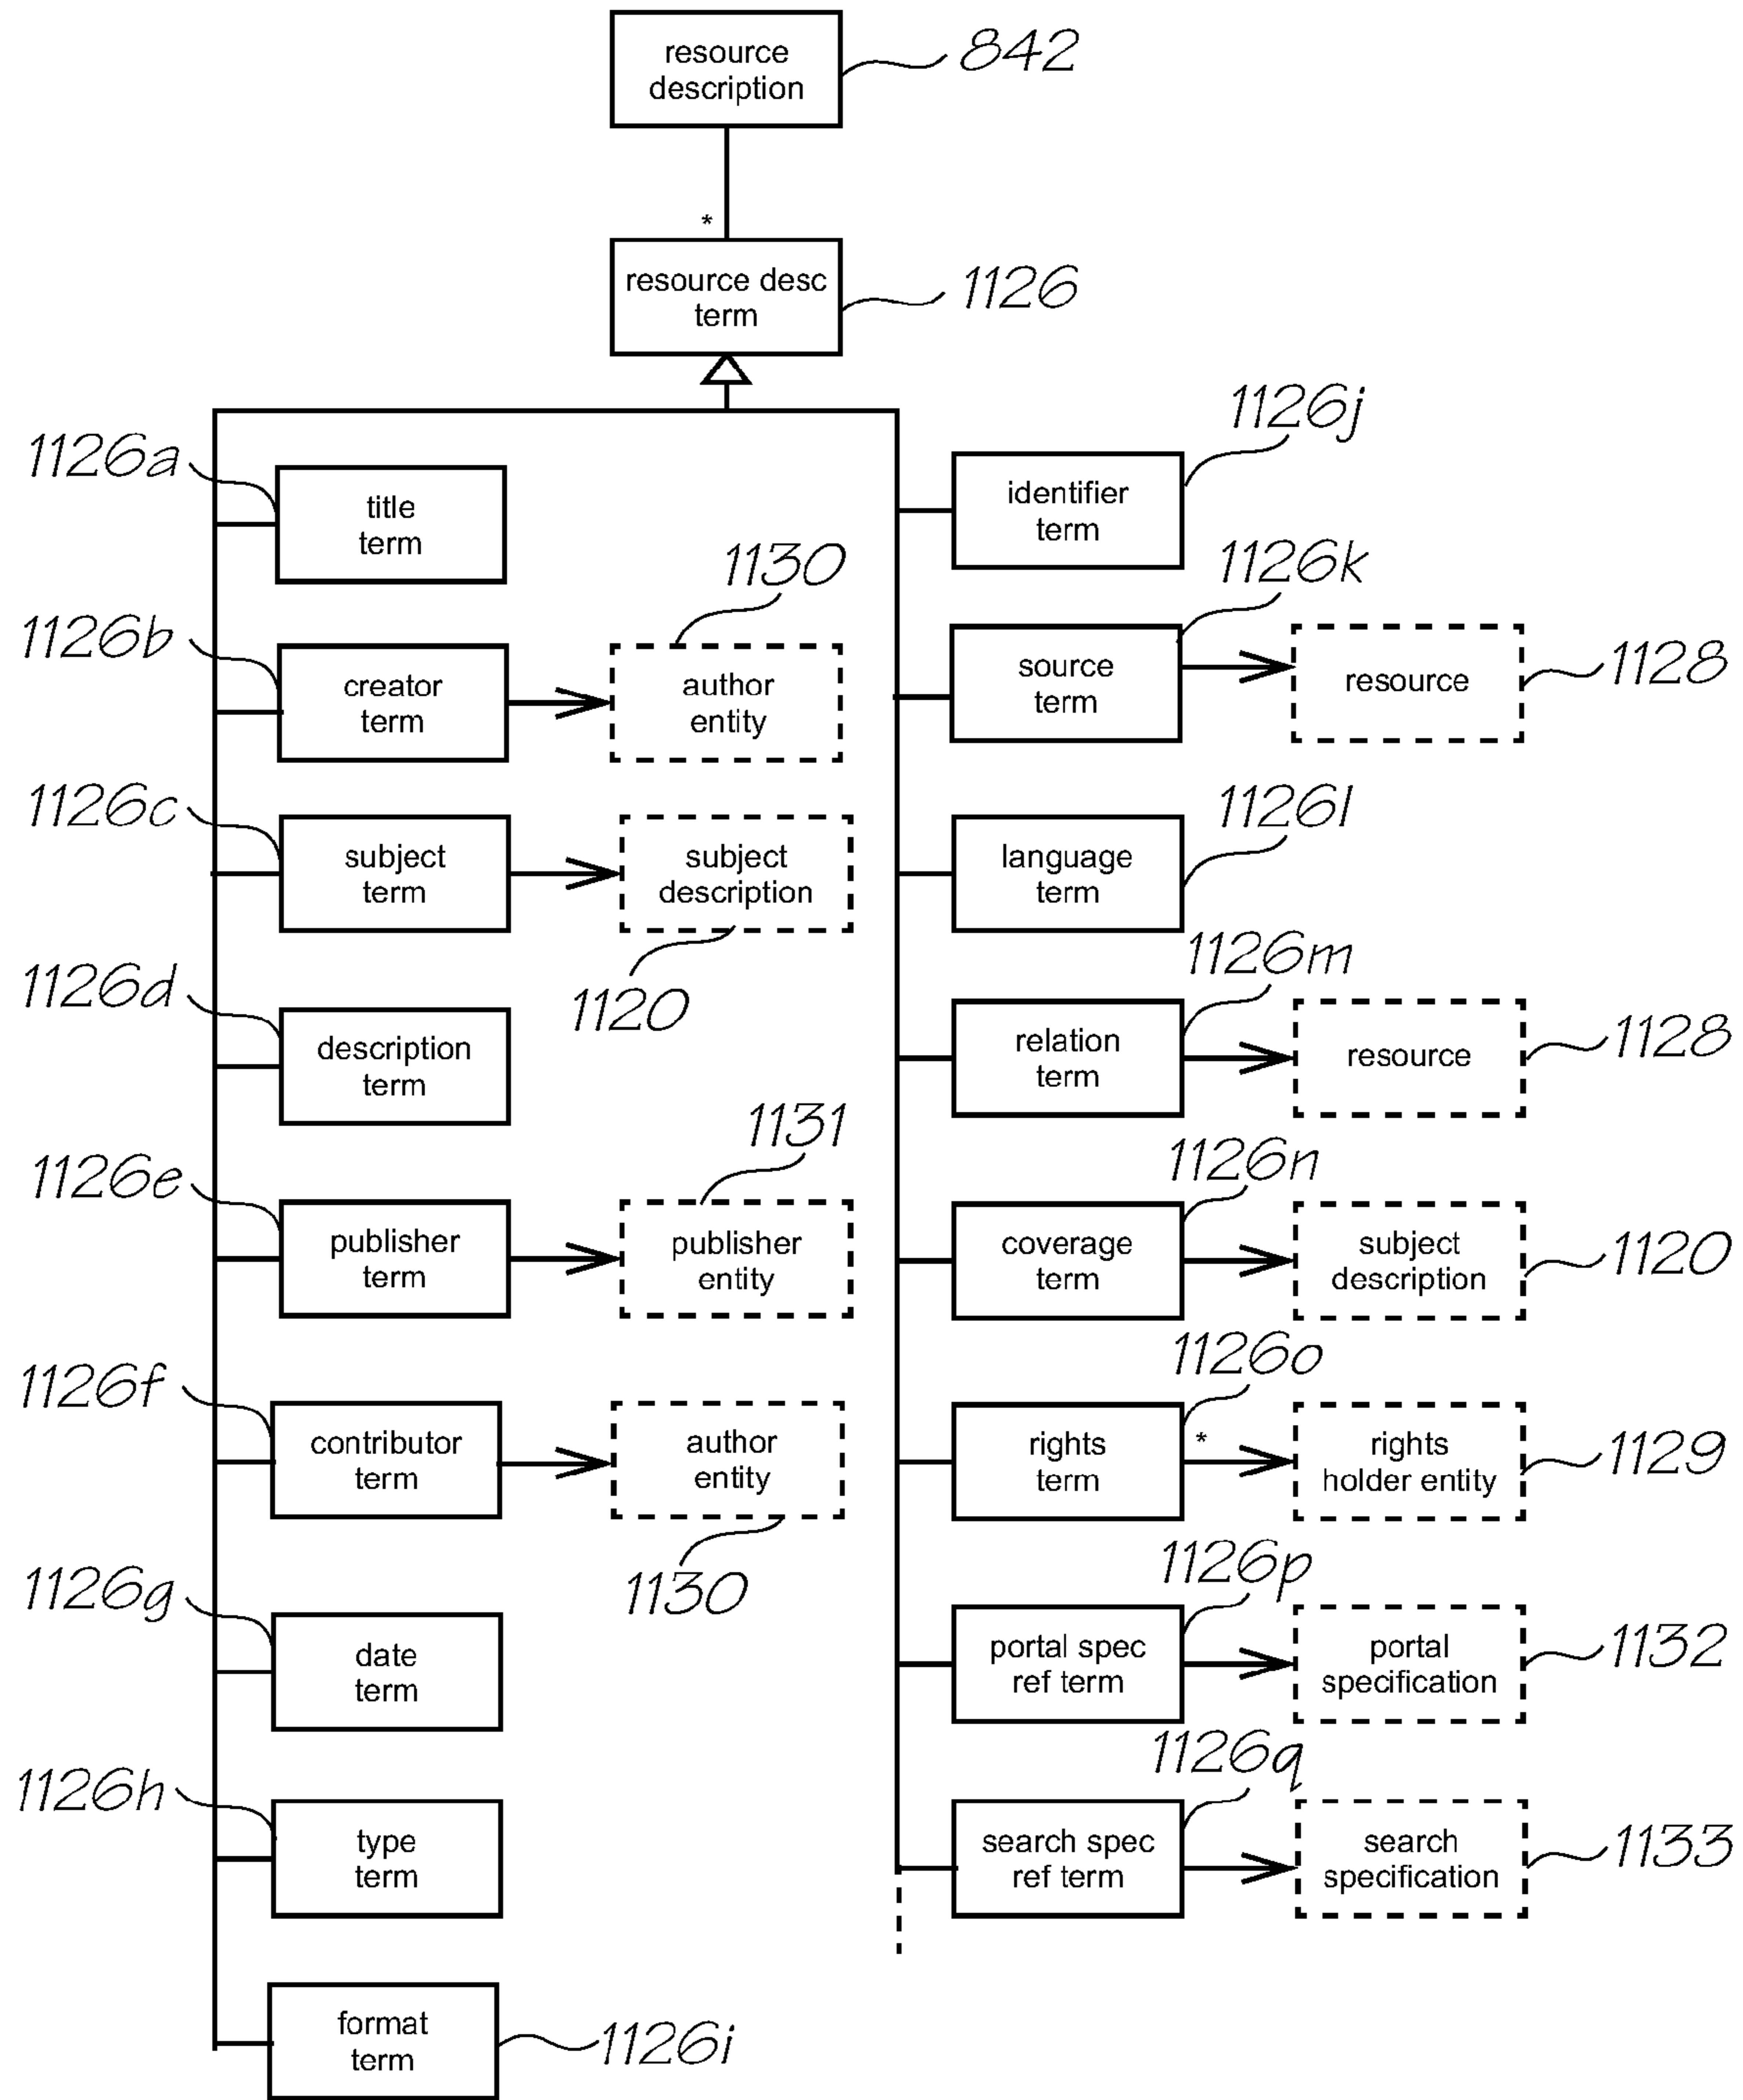 resource
description
842
*
resource desc
term
1126
1126a
title
term
1126b
creator
term
1130
author
entity
1126c
subject
term
subject
description
1120
1126d
description
term
1126e
publisher
term
1131
publisher
entity
1126f
contributor
term
author
entity
1130
1126g
date
term
1126h
type
term
format
term
1126i
1126j
identifier
term
1126k
source
term
resource
1128
1126l
language
term
1126m
relation
term
resource
1128
1126n
coverage
term
subject
description
1120
1126o
rights
term
*
rights
holder entity
1129
1126p
portal spec
ref term
portal
specification
1132
1126q
search spec
ref term
search
specification
1133